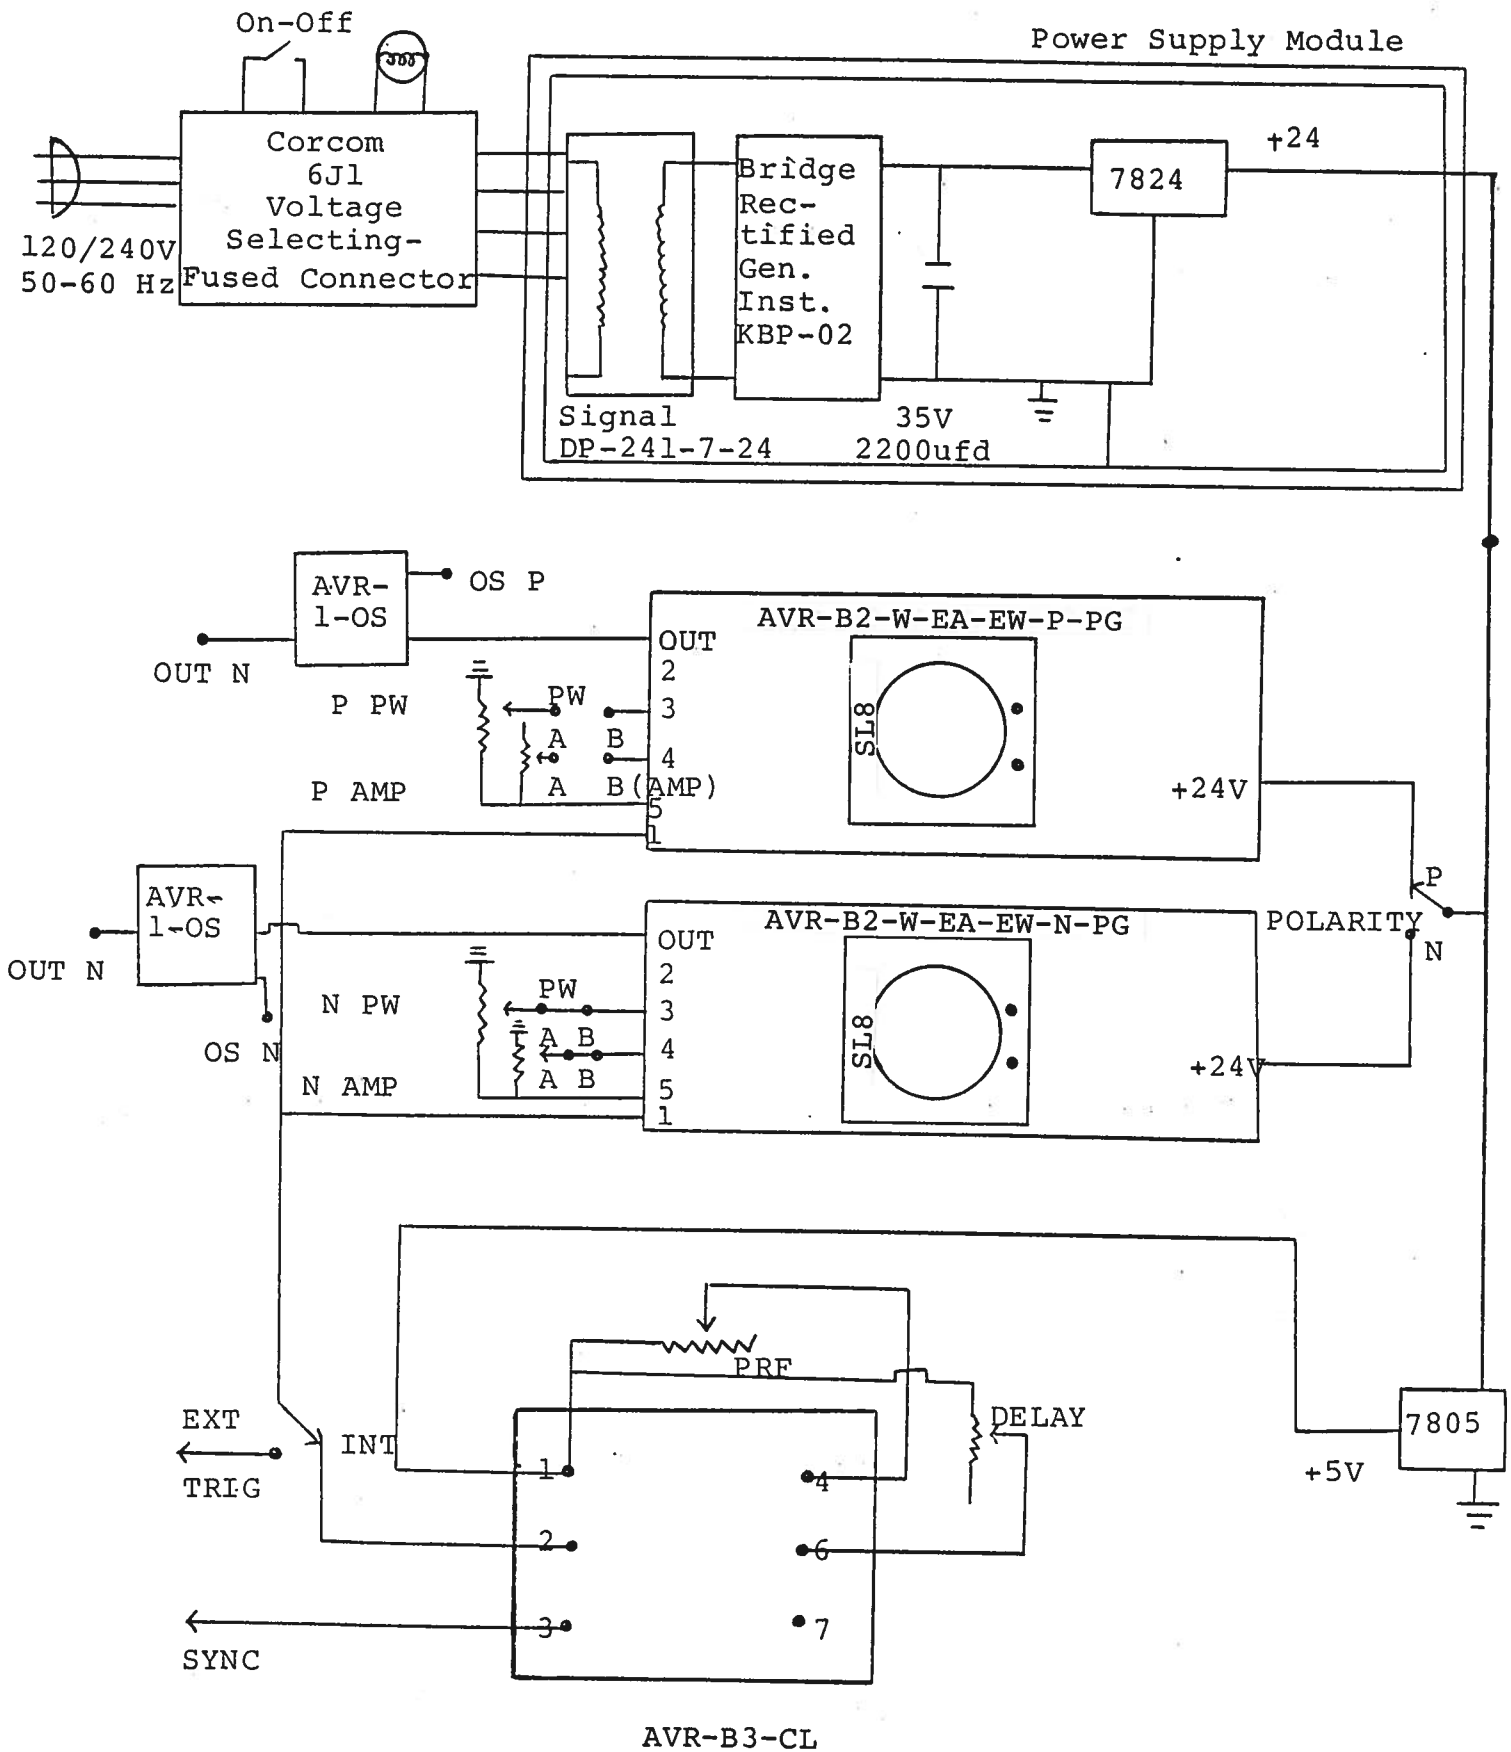 On-Off
Power Supply Module
Corcom
6J1
Voltage
Selecting-
Fused Connector
120/240V
50-60 Hz
Bridge
Rec-
tified
Gen.
Inst.
KBP-02
7824
+24
Signal
DP-241-7-24
35V
2200ufd
AVR-
1-OS
OS P
OUT N
P PW
P AMP
PW
A B
A B(AMP)
AVR-B2-W-EA-EW-P-PG
OUT
2
3
4
5
1
SL8
+24V
P
POLARITY
N
AVR-
1-OS
OUT N
OS N
N PW
N AMP
PW
A B
A B
AVR-B2-W-EA-EW-N-PG
OUT
2
3
4
5
1
SL8
+24V
PRF
DELAY
EXT
TRIG
INT
1
2
3
4
6
7
SYNC
7805
+5V
AVR-B3-CL